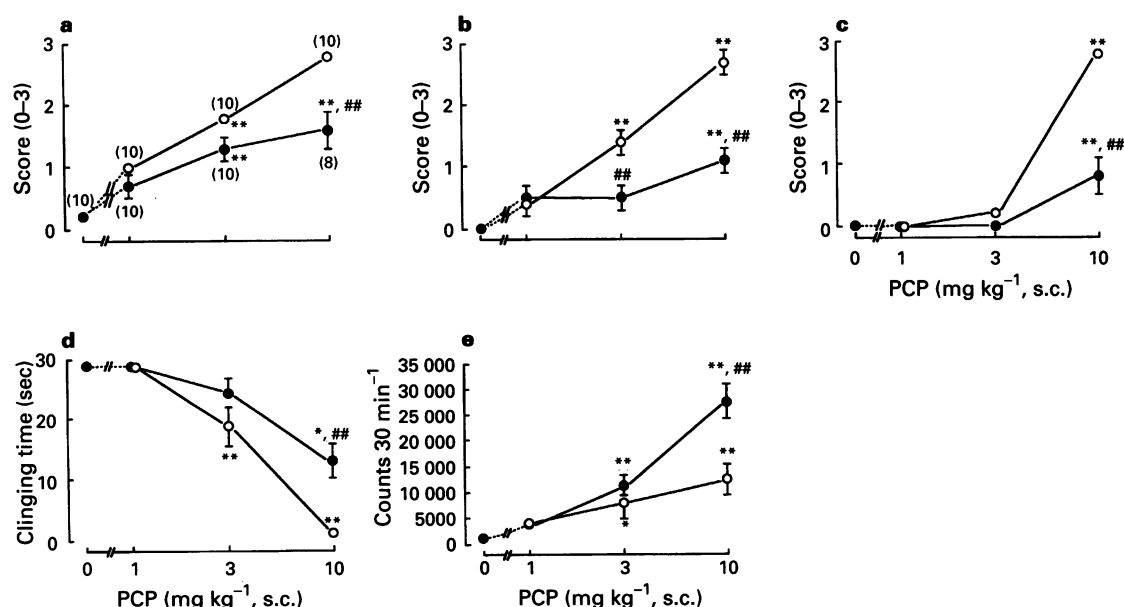 a
Score (0–3)
3
2
1
0
(10)
(10)
(10)
(10)
(10)
**
**
(10)
**, ##
(8)
b
Score (0–3)
3
2
1
0
**
##
**
**, ##
c
Score (0–3)
3
2
1
0
**
**, ##
0 1 3 10
PCP (mg kg⁻¹, s.c.)
d
Clinging time (sec)
30
20
10
0
**
*, ##
**
0 1 3 10
PCP (mg kg⁻¹, s.c.)
e
Counts 30 min⁻¹
35 000
30 000
25 000
20 000
15 000
10 000
5000
0
**
*
**, ##
**
0 1 3 10
PCP (mg kg⁻¹, s.c.)